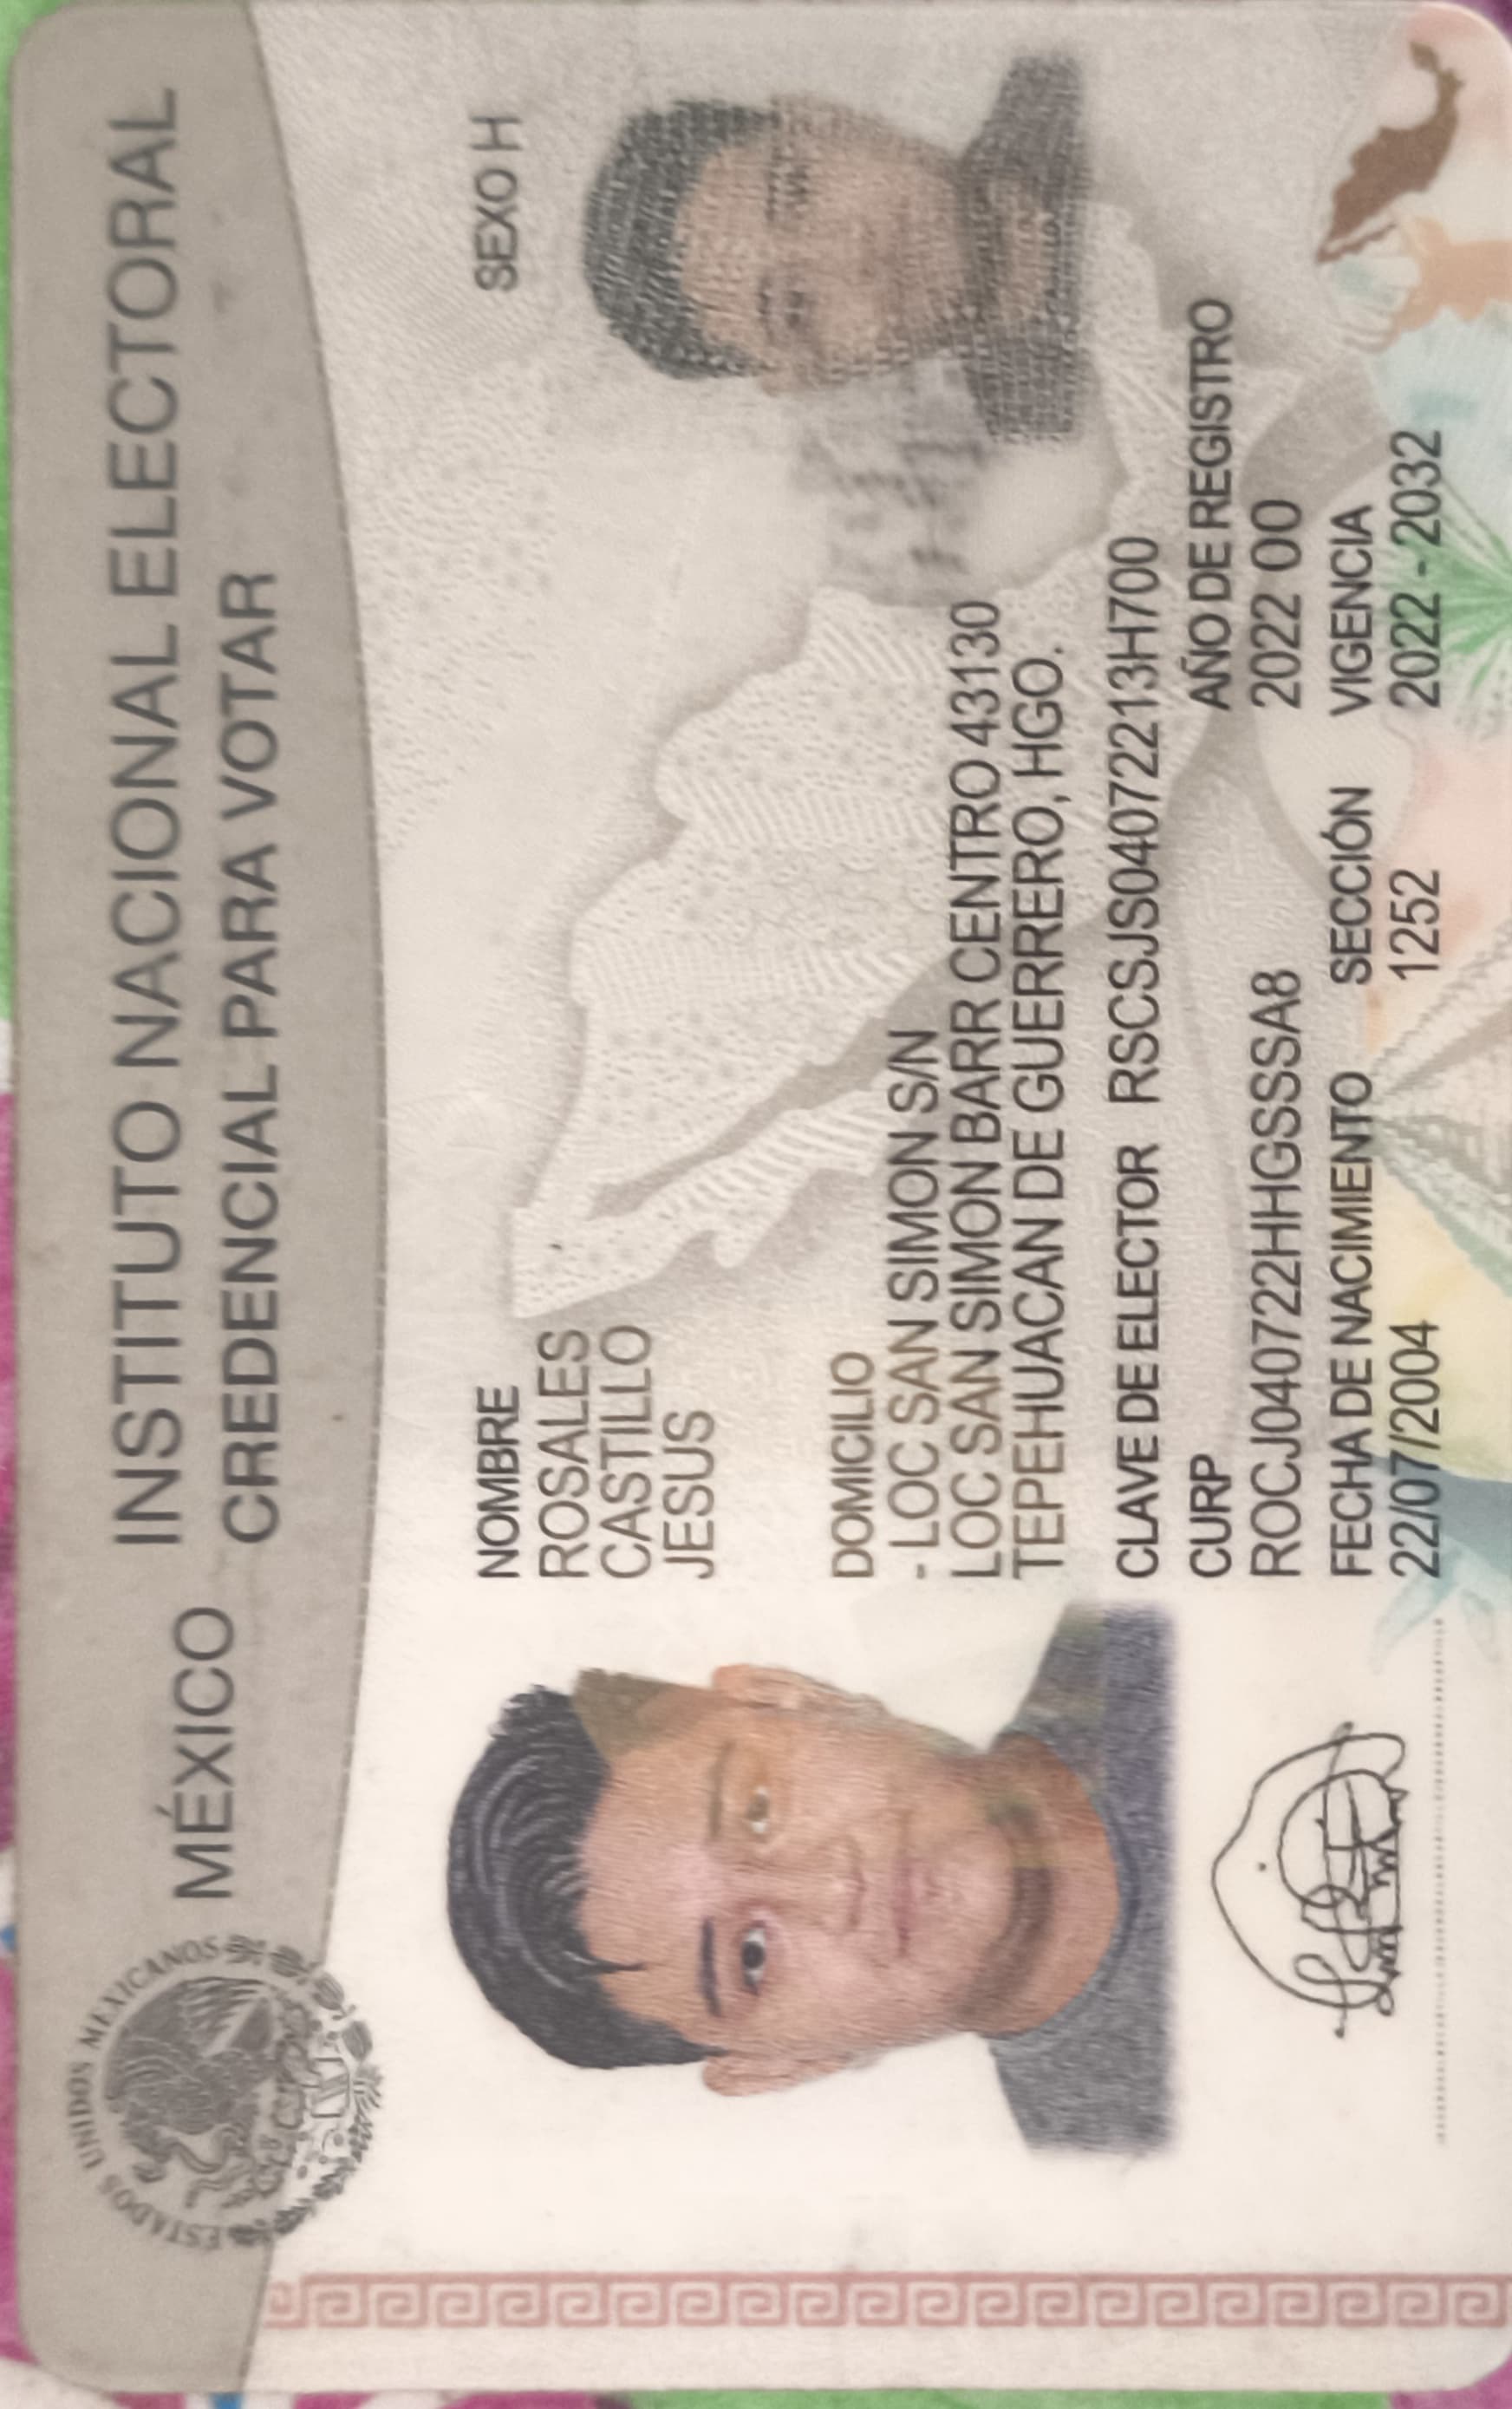 ESTADOS UNIDOS MEXICANOS
MÉXICO
INSTITUTO NACIONAL ELECTORAL
CREDENCIAL PARA VOTAR
NOMBRE
ROSALES
CASTILLO
JESUS
SEXO H
DOMICILIO
- LOC SAN SIMON S/N
LOC SAN SIMON BARR CENTRO 43130
TEPEHUACAN DE GUERRERO, HGO.
CLAVE DE ELECTOR RSCSJS04072213H700
CURP
ROCJ040722HHGSSSA8
AÑO DE REGISTRO
2022 00
FECHA DE NACIMIENTO
22/07/2004
SECCIÓN
1252
VIGENCIA
2022 - 2032